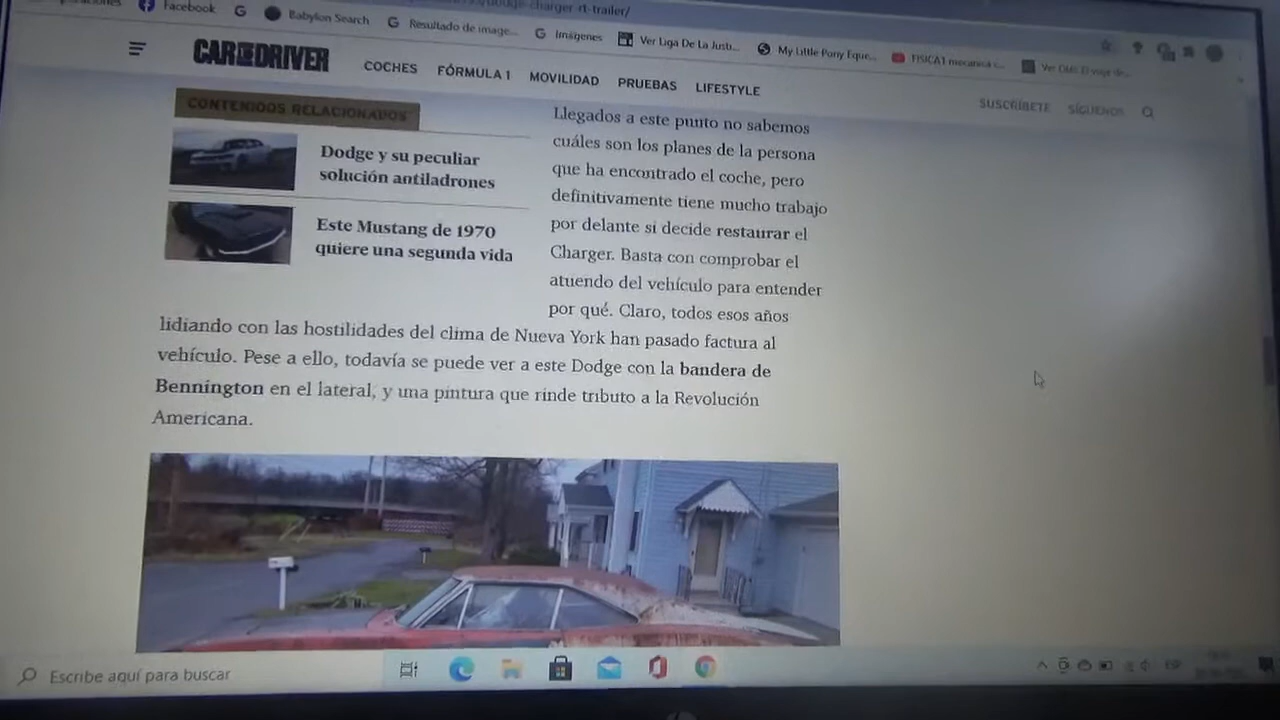 dodge-charger-rt-trailer/
Facebook
Babylon Search
Resultado de image...
Imágenes
Ver Liga De La Justi...
My Little Pony Eque...
CAR AND DRIVER
COCHES
FÓRMULA 1
MOVILIDAD
PRUEBAS
LIFESTYLE
SUSCRÍBETE
SÍGUENOS
CONTENIDOS RELACIONADOS
Dodge y su peculiar
solución antiladrones
Este Mustang de 1970
quiere una segunda vida
Llegados a este punto no sabemos
cuáles son los planes de la persona
que ha encontrado el coche, pero
definitivamente tiene mucho trabajo
por delante si decide restaurar el
Charger. Basta con comprobar el
atuendo del vehículo para entender
por qué. Claro, todos esos años
lidiando con las hostilidades del clima de Nueva York han pasado factura al
vehículo. Pese a ello, todavía se puede ver a este Dodge con la bandera de
Bennington en el lateral, y una pintura que rinde tributo a la Revolución
Americana.
Escribe aquí para buscar
ESP